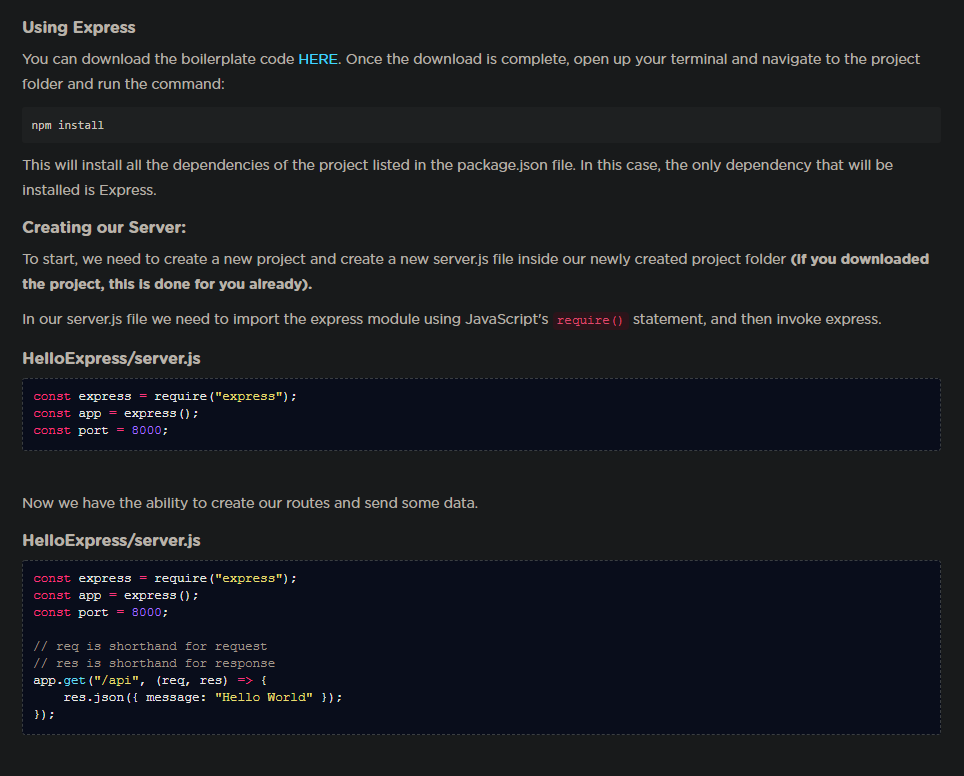 Using Express
You can download the boilerplate code HERE. Once the download is complete, open up your terminal and navigate to the project
folder and run the command:
npm install
This will install all the dependencies of the project listed in the package.json file. In this case, the only dependency that will be
installed is Express.
Creating our Server:
To start, we need to create a new project and create a new server.js file inside our newly created project folder (If you downloaded
the project, this is done for you already).
In our server.js file we need to import the express module using JavaScript's require() statement, and then invoke express.
HelloExpress/server.js
const express = require("express");
const app = express();
const port = 8000;
Now we have the ability to create our routes and send some data.
HelloExpress/server.js
const express = require("express");
const app = express();
const port = 8000;
// req is shorthand for request
// res is shorthand for response
app.get("/api", (req, res) => {
    res.json({ message: "Hello World" });
});